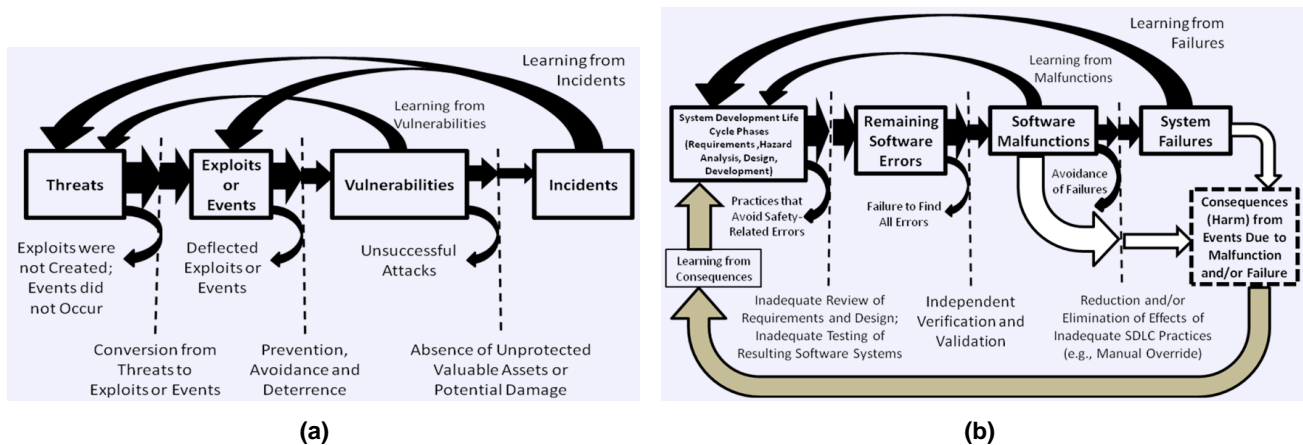 Learning from
Incidents
Learning from
Vulnerabilities
Threats
Exploits
or
Events
Vulnerabilities
Incidents
Exploits were
not Created;
Events did
not Occur
Deflected
Exploits or
Events
Unsuccessful
Attacks
Conversion from
Threats to
Exploits or Events
Prevention,
Avoidance and
Deterrence
Absence of Unprotected
Valuable Assets or
Potential Damage
(a)
Learning from
Failures
Learning from
Malfunctions
System Development Life
Cycle Phases
(Requirements ,Hazard
Analysis, Design,
Development)
Remaining
Software
Errors
Software
Malfunctions
System
Failures
Practices that
Avoid Safety-
Related Errors
Failure to Find
All Errors
Avoidance
of Failures
Consequences
(Harm) from
Events Due to
Malfunction
and/or Failure
Learning from
Consequences
Inadequate Review of
Requirements and Design;
Inadequate Testing of
Resulting Software Systems
Independent
Verification and
Validation
Reduction and/or
Elimination of Effects of
Inadequate SDLC Practices
(e.g., Manual Override)
(b)